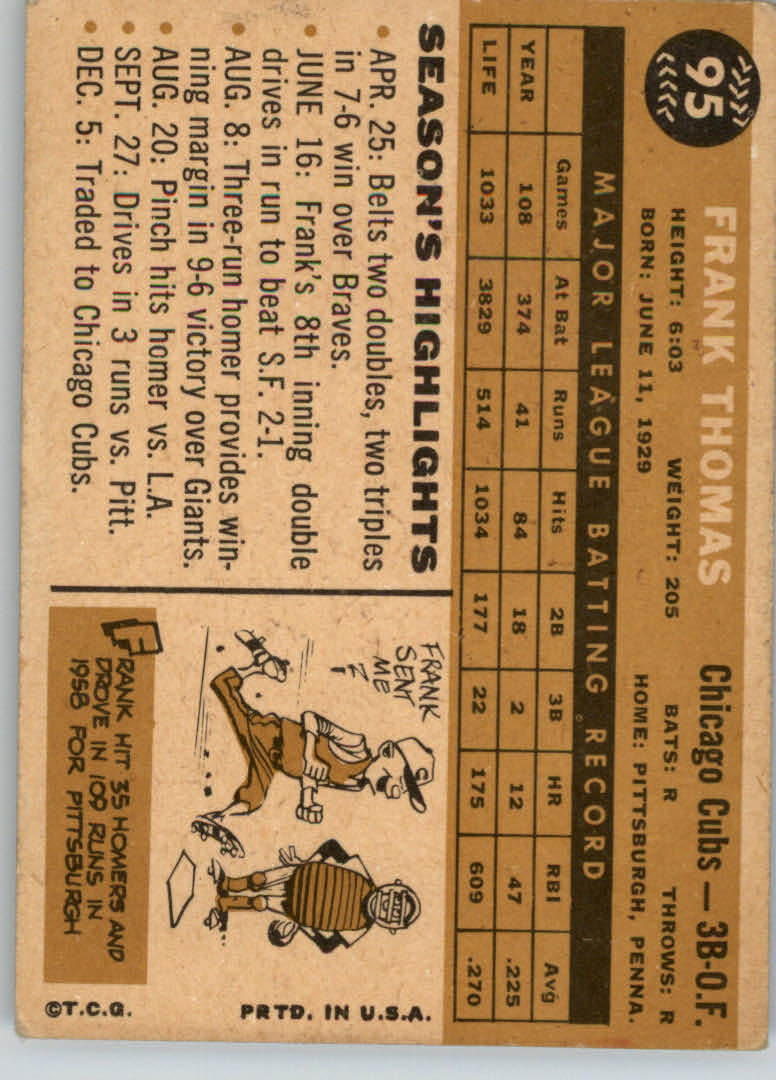 95
FRANK THOMAS
Chicago Cubs — 3B-O.F.
HEIGHT: 6:03 WEIGHT: 205 BATS: R THROWS: R
BORN: JUNE 11, 1929 HOME: PITTSBURGH, PENNA.
MAJOR LEAGUE BATTING RECORD
Games At Bat Runs Hits 2B 3B HR RBI Avg
YEAR 108 374 41 84 18 2 12 47 .225
LIFE 1033 3829 514 1034 177 22 175 609 .270
SEASON'S HIGHLIGHTS
• APR. 25: Belts two doubles, two triples
in 7-6 win over Braves.
• JUNE 16: Frank's 8th inning double
drives in run to beat S.F. 2-1.
• AUG. 8: Three-run homer provides win-
ning margin in 9-6 victory over Giants.
• AUG. 20: Pinch hits homer vs. L.A.
• SEPT. 27: Drives in 3 runs vs. Pitt.
• DEC. 5: Traded to Chicago Cubs.
FRANK
SENT
ME
C
FRANK HIT 35 HOMERS AND
DROVE IN 109 RUNS IN
1958 FOR PITTSBURGH
©T.C.G. PRTD. IN U.S.A.